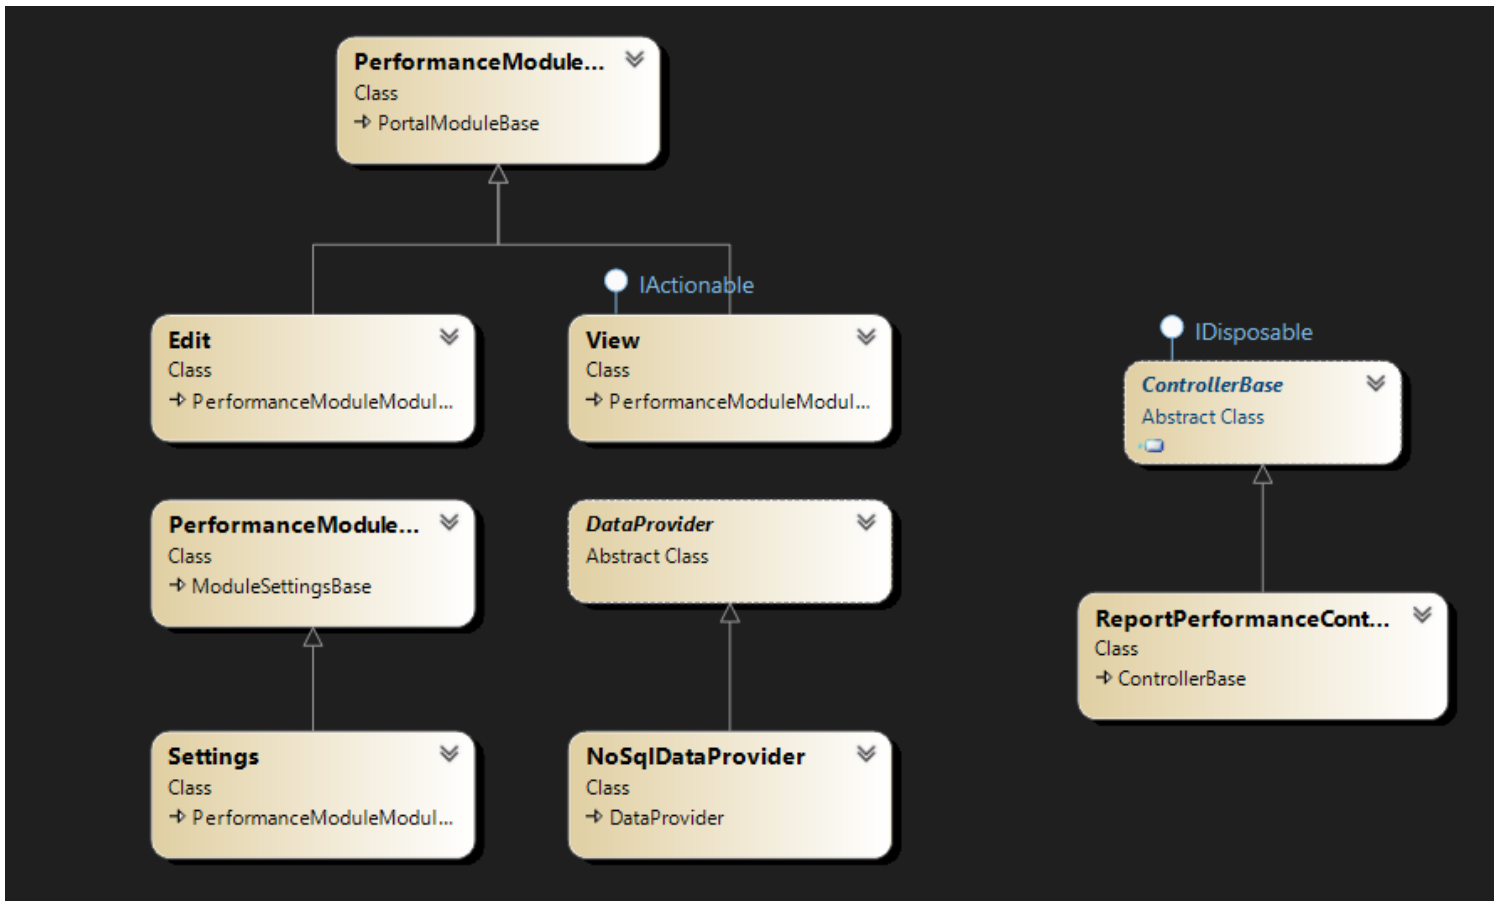 PerformanceModule...
Class
PortalModuleBase
IActionable
Edit
Class
PerformanceModuleModul...
View
Class
PerformanceModuleModul...
IDisposable
ControllerBase
Abstract Class
PerformanceModule...
Class
ModuleSettingsBase
DataProvider
Abstract Class
ReportPerformanceCont...
Class
ControllerBase
Settings
Class
PerformanceModuleModul...
NoSqlDataProvider
Class
DataProvider